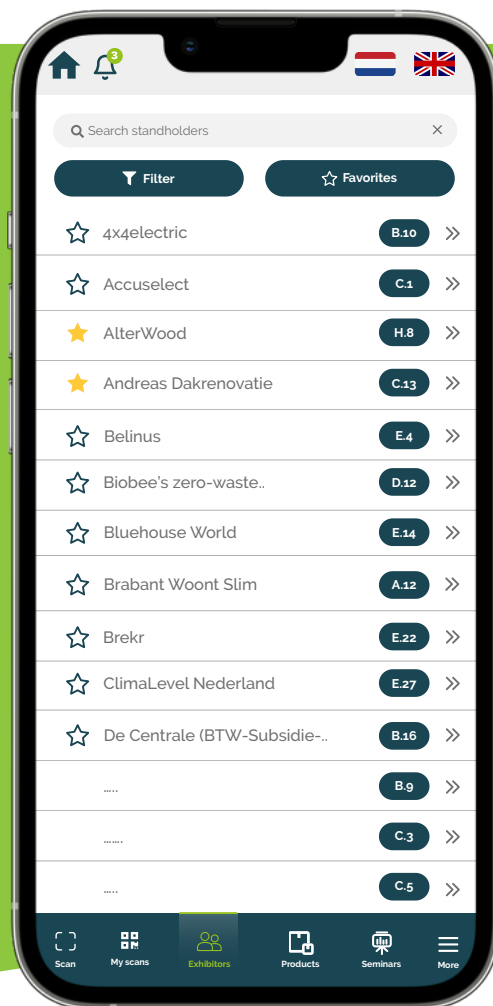 3
Search standholders ×
Filter Favorites
4x4electric B.10
Accuselect C.1
AlterWood H.8
Andreas Dakrenovatie C.13
Belinus E.4
Biobee's zero-waste.. D.12
Bluehouse World E.14
Brabant Woont Slim A.12
Brekr E.22
ClimaLevel Nederland E.27
De Centrale (BTW-Subsidie-.. B.16
..... B.9
....... C.3
..... C.5
Scan My scans Exhibitors Products Seminars More